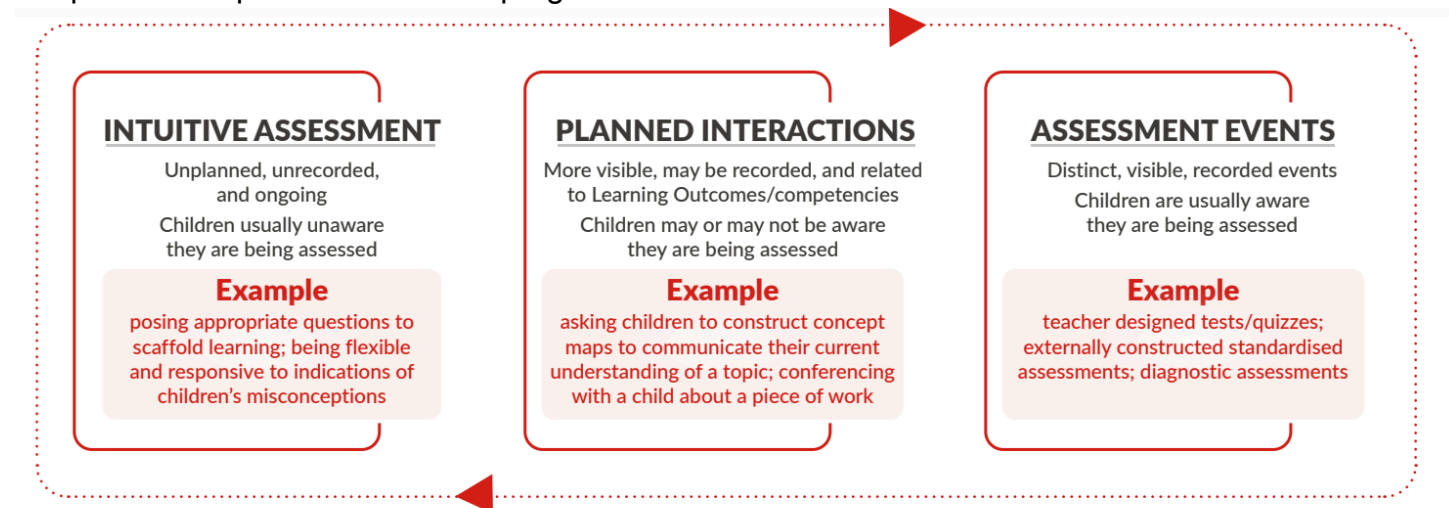 INTUITIVE ASSESSMENT
Unplanned, unrecorded,
and ongoing
Children usually unaware
they are being assessed
Example
posing appropriate questions to
scaffold learning; being flexible
and responsive to indications of
children's misconceptions
PLANNED INTERACTIONS
More visible, may be recorded, and related
to Learning Outcomes/competencies
Children may or may not be aware
they are being assessed
Example
asking children to construct concept
maps to communicate their current
understanding of a topic; conferencing
with a child about a piece of work
ASSESSMENT EVENTS
Distinct, visible, recorded events
Children are usually aware
they are being assessed
Example
teacher designed tests/quizzes;
externally constructed standardised
assessments; diagnostic assessments